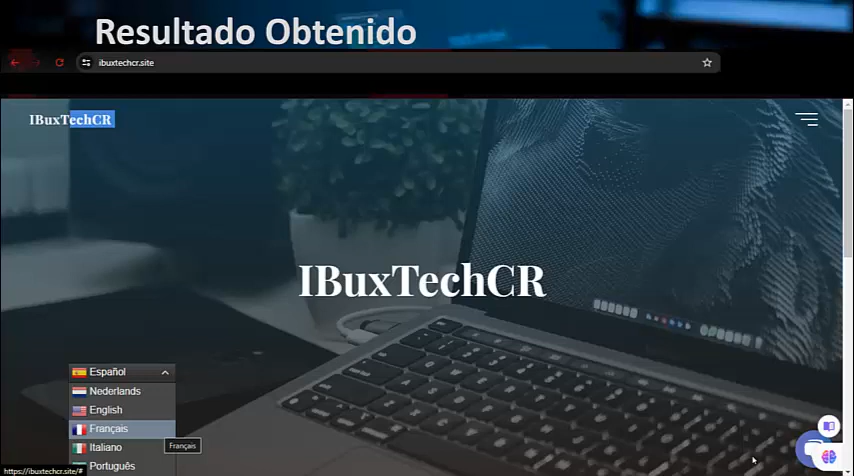 Resultado Obtenido
ibuxtechcr.site
IBuxTechCR
IBuxTechCR
Español
Nederlands
English
Français
Italiano
Français
Português
https://ibuxtechcr.site/#